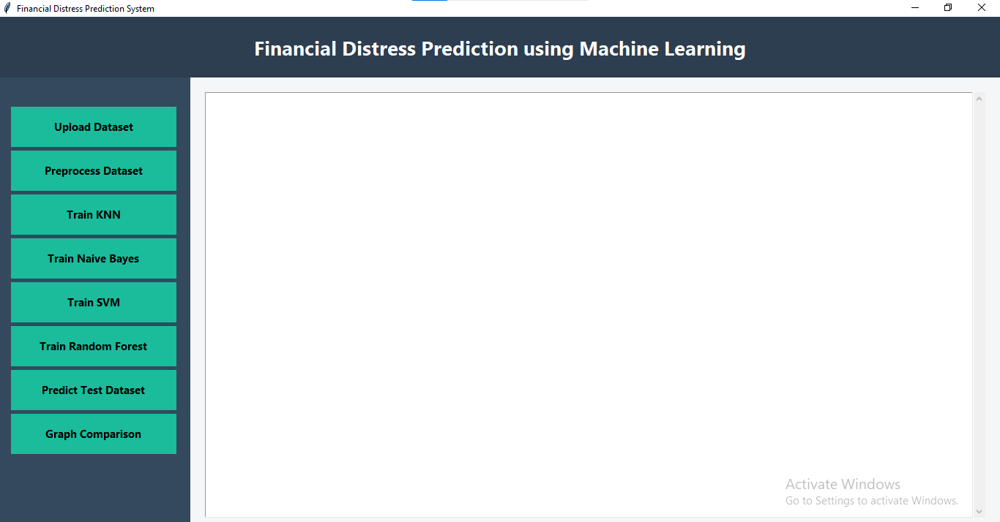 Financial Distress Prediction System
Financial Distress Prediction using Machine Learning
Upload Dataset
Preprocess Dataset
Train KNN
Train Naive Bayes
Train SVM
Train Random Forest
Predict Test Dataset
Graph Comparison
Activate Windows
Go to Settings to activate Windows.